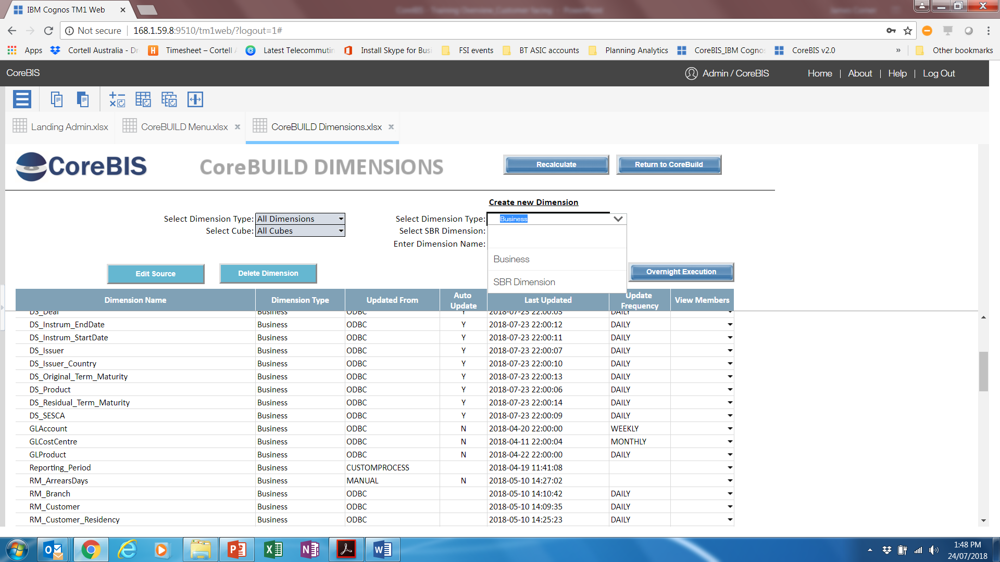 IBM Cognos TM1 Web
CoreBIS - Training Overview Customer facing - PowerPoint
Not secure 168.1.59.8:9510/tm1web/?logout=1#
Apps Cortell Australia - Dr Timesheet – Cortell A Latest Telecommutin Install Skype for Busi FSI events BT ASIC accounts Planning Analytics CoreBIS_IBM Cogno CoreBIS v2.0 » Other bookmarks
CoreBIS Admin / CoreBIS Home | About | Help | Log Out
Landing Admin.xlsx CoreBUILD Menu.xlsx CoreBUILD Dimensions.xlsx
CoreBIS CoreBUILD DIMENSIONS Recalculate Return to CoreBuild
Create new Dimension
Select Dimension Type: All Dimensions Select Dimension Type: Business
Select Cube: All Cubes Select SBR Dimension:
Enter Dimension Name:
Business
SBR Dimension
Edit Source Delete Dimension Overnight Execution
Dimension Name Dimension Type Updated From Auto Update Last Updated Update Frequency View Members
DS_Deal Business ODBC Y 2018-07-23 22:00:03 DAILY
DS_Instrum_EndDate Business ODBC Y 2018-07-23 22:00:12 DAILY
DS_Instrum_StartDate Business ODBC Y 2018-07-23 22:00:11 DAILY
DS_Issuer Business ODBC Y 2018-07-23 22:00:07 DAILY
DS_Issuer_Country Business ODBC Y 2018-07-23 22:00:10 DAILY
DS_Original_Term_Maturity Business ODBC Y 2018-07-23 22:00:13 DAILY
DS_Product Business ODBC Y 2018-07-23 22:00:06 DAILY
DS_Residual_Term_Maturity Business ODBC Y 2018-07-23 22:00:14 DAILY
DS_SESCA Business ODBC Y 2018-07-23 22:00:09 DAILY
GLAccount Business ODBC N 2018-04-20 22:00:00 WEEKLY
GLCostCentre Business ODBC N 2018-04-11 22:00:04 MONTHLY
GLProduct Business ODBC N 2018-04-22 22:00:00 DAILY
Reporting_Period Business CUSTOMPROCESS 2018-04-19 11:41:08
RM_ArrearsDays Business MANUAL N 2018-05-10 14:27:02
RM_Branch Business ODBC 2018-05-10 14:10:42 DAILY
RM_Customer Business ODBC 2018-05-10 14:09:35 DAILY
RM_Customer_Residency Business ODBC 2018-05-10 14:25:23 DAILY
1:48 PM
24/07/2018